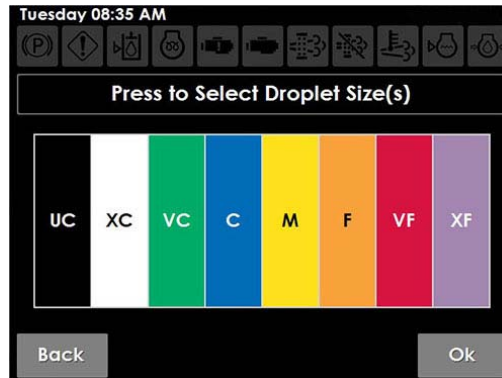 Tuesday 08:35 AM
Press to Select Droplet Size(s)
UC XC VC C M F VF XF
Back Ok